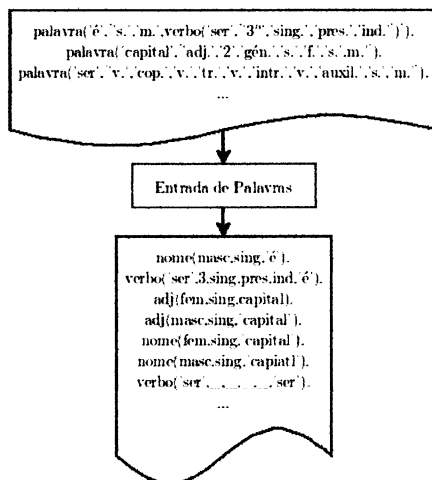 palavra('é','s.','m.',verbo('ser','3ª','sing.','pres.','ind.')').
palavra('capital','adj.','2','gén.','s.','f.','s.','m.').
palavra('ser','v.','cop.','v.','tr.','v.','intr.','v.','auxil.','s.','m.').
...
Entrada de Palavras
nome(masc,sing,'é').
verbo('ser',3,sing,pres,ind,'é').
adj(fem,sing,capital).
adj(masc,sing,'capital').
nome(fem,sing,'capital').
nome(masc,sing,'capiatl').
verbo('ser',_,_,_,_,'ser').
...